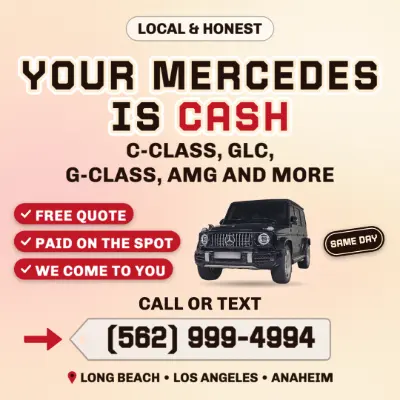 LOCAL & HONEST
YOUR MERCEDES
IS CASH
C-CLASS, GLC,
G-CLASS, AMG AND MORE
FREE QUOTE
PAID ON THE SPOT
WE COME TO YOU
SAME DAY
CALL OR TEXT
(562) 999-4994
LONG BEACH • LOS ANGELES • ANAHEIM